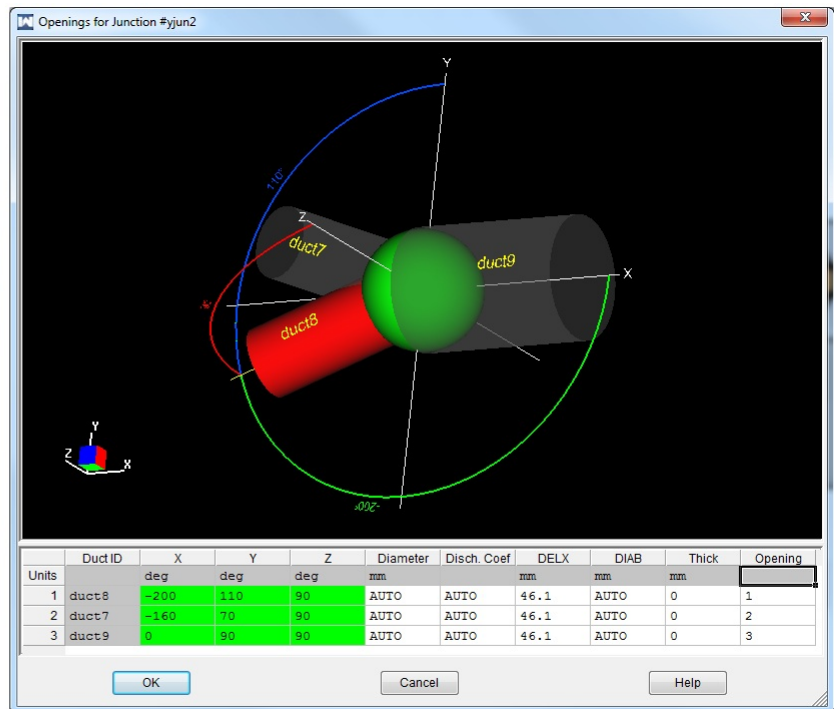 Openings for Junction #yjun2
Y
110°
Z
duct7
duct9
X
duct8
Y
Z
X
-200°
Duct ID X Y Z Diameter Disch. Coef DELX DIAB Thick Opening
Units deg deg deg mm mm mm mm
1 duct8 -200 110 90 AUTO AUTO 46.1 AUTO 0 1
2 duct7 -160 70 90 AUTO AUTO 46.1 AUTO 0 2
3 duct9 0 90 90 AUTO AUTO 46.1 AUTO 0 3
OK Cancel Help